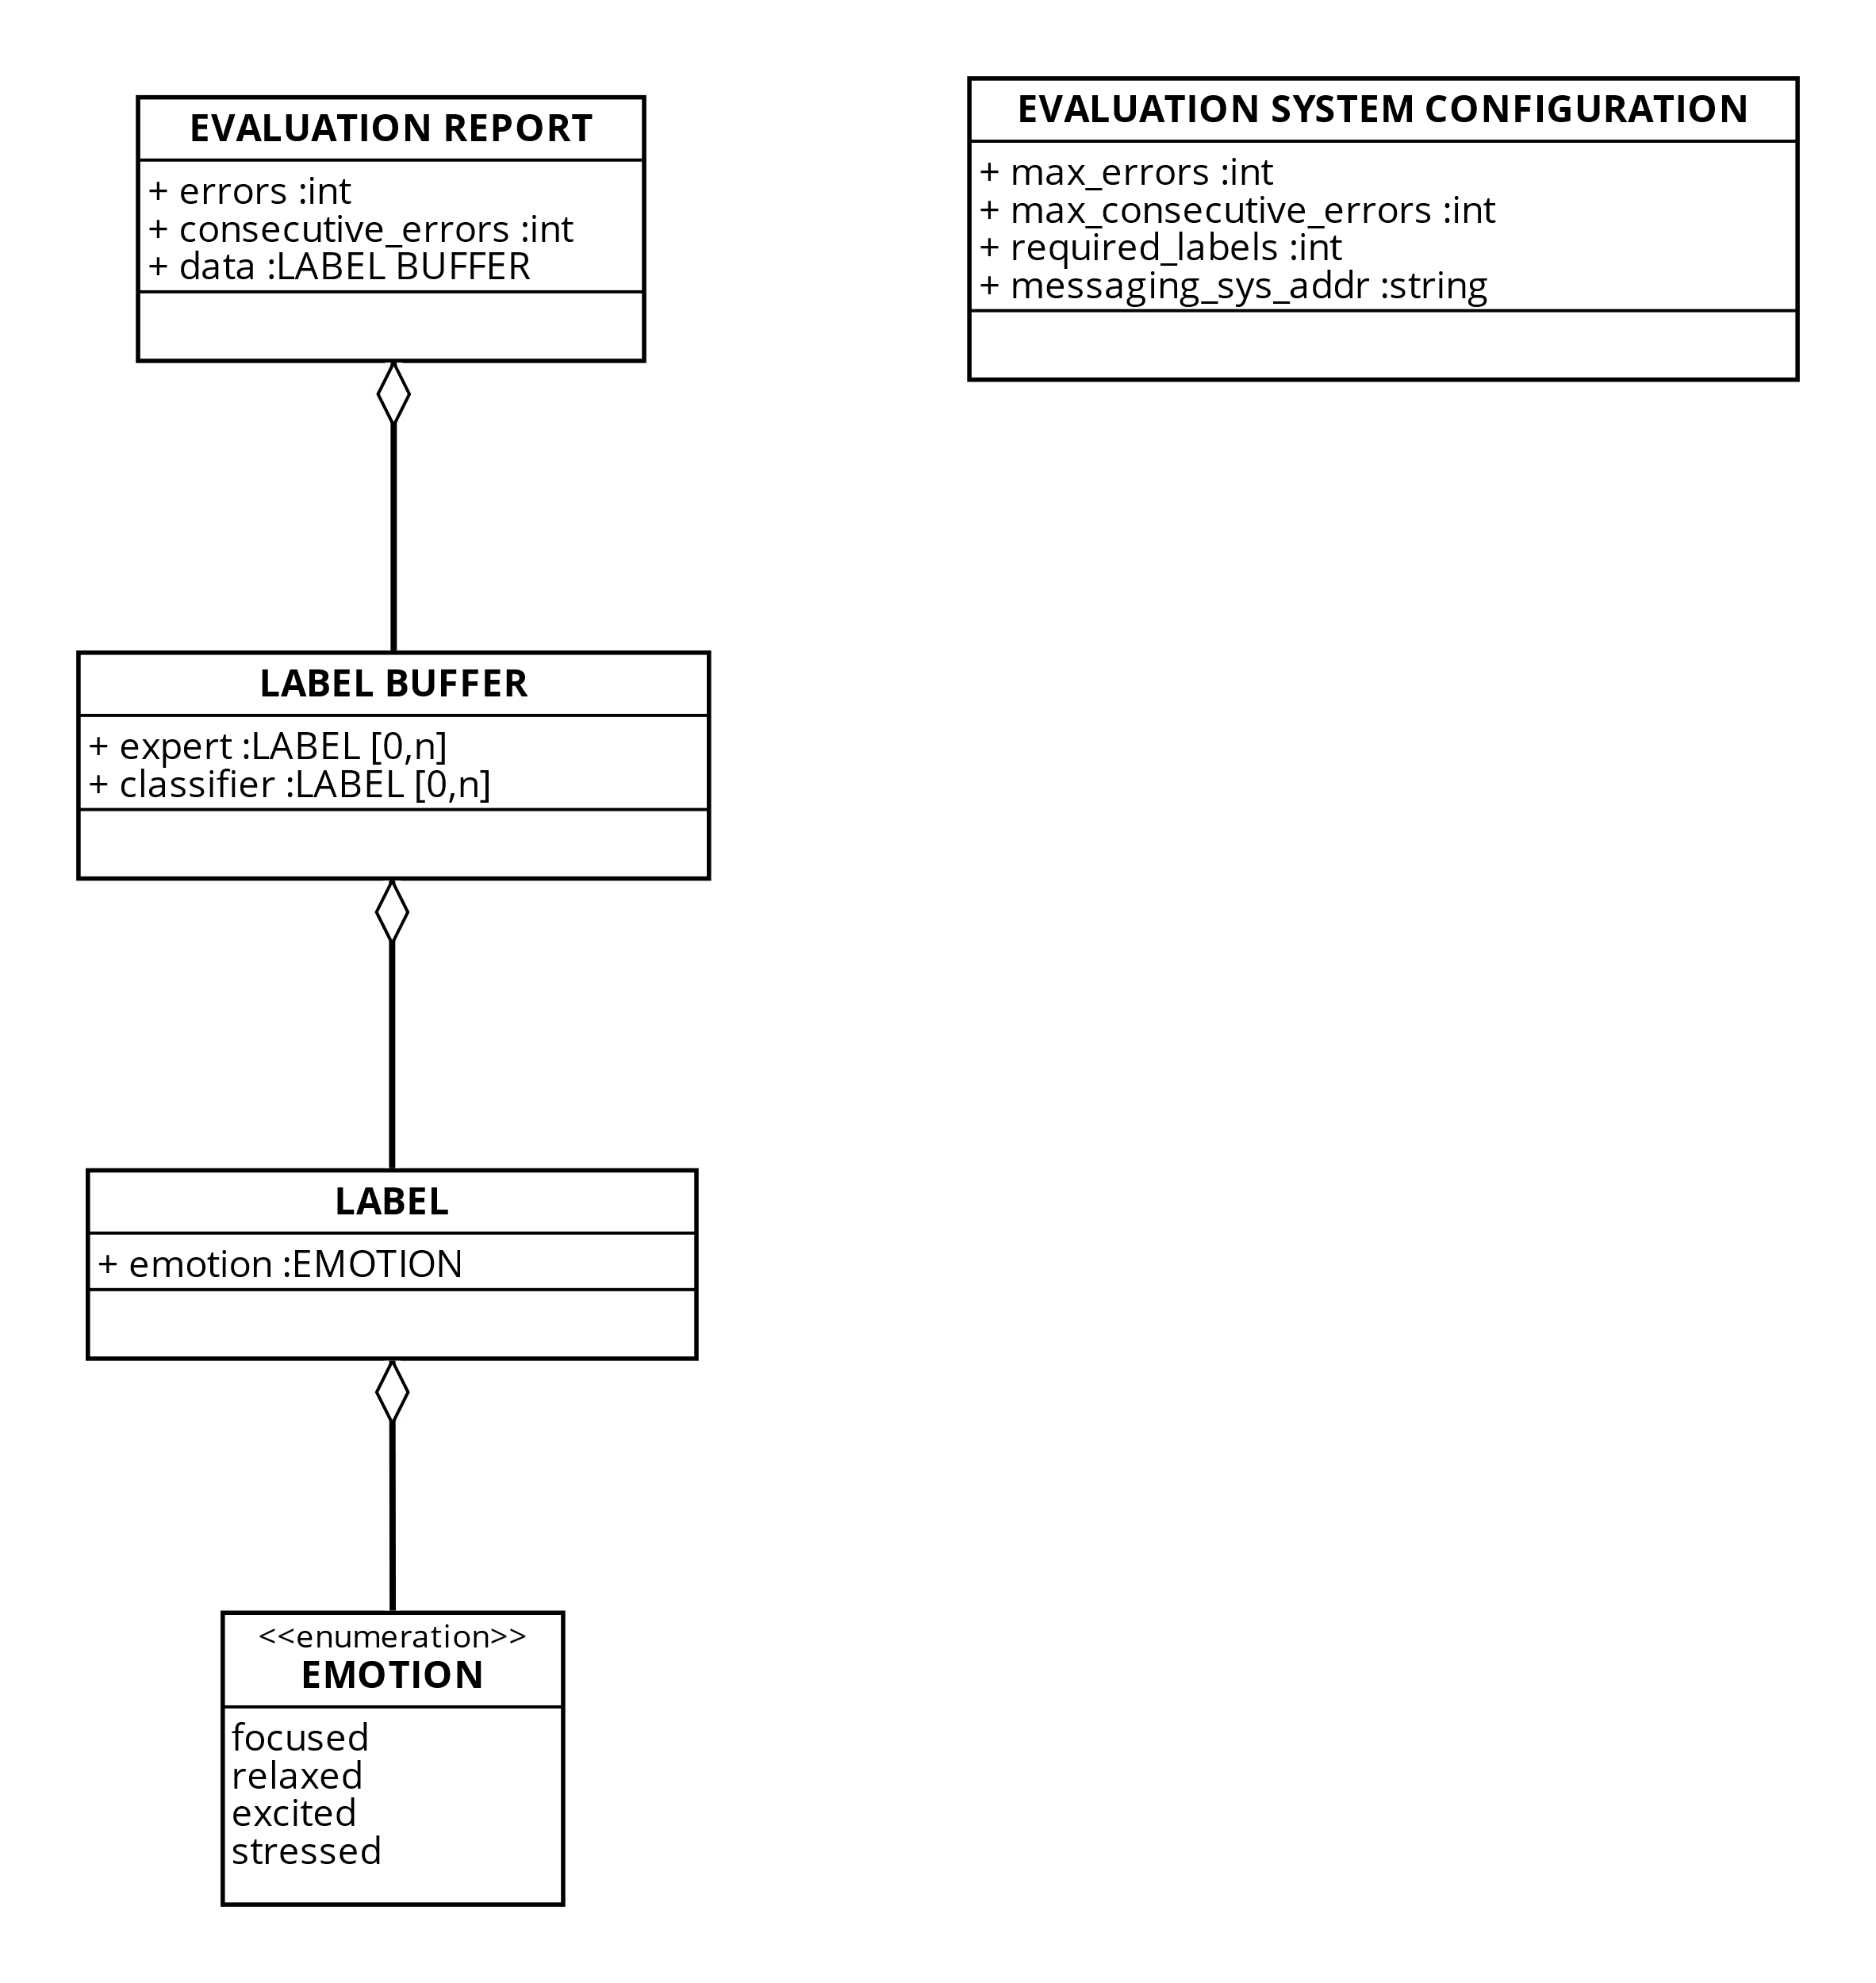 EVALUATION REPORT
+ errors :int
+ consecutive_errors :int
+ data :LABEL BUFFER
EVALUATION SYSTEM CONFIGURATION
+ max_errors :int
+ max_consecutive_errors :int
+ required_labels :int
+ messaging_sys_addr :string
LABEL BUFFER
+ expert :LABEL [0,n]
+ classifier :LABEL [0,n]
LABEL
+ emotion :EMOTION
<<enumeration>>
EMOTION
focused
relaxed
excited
stressed